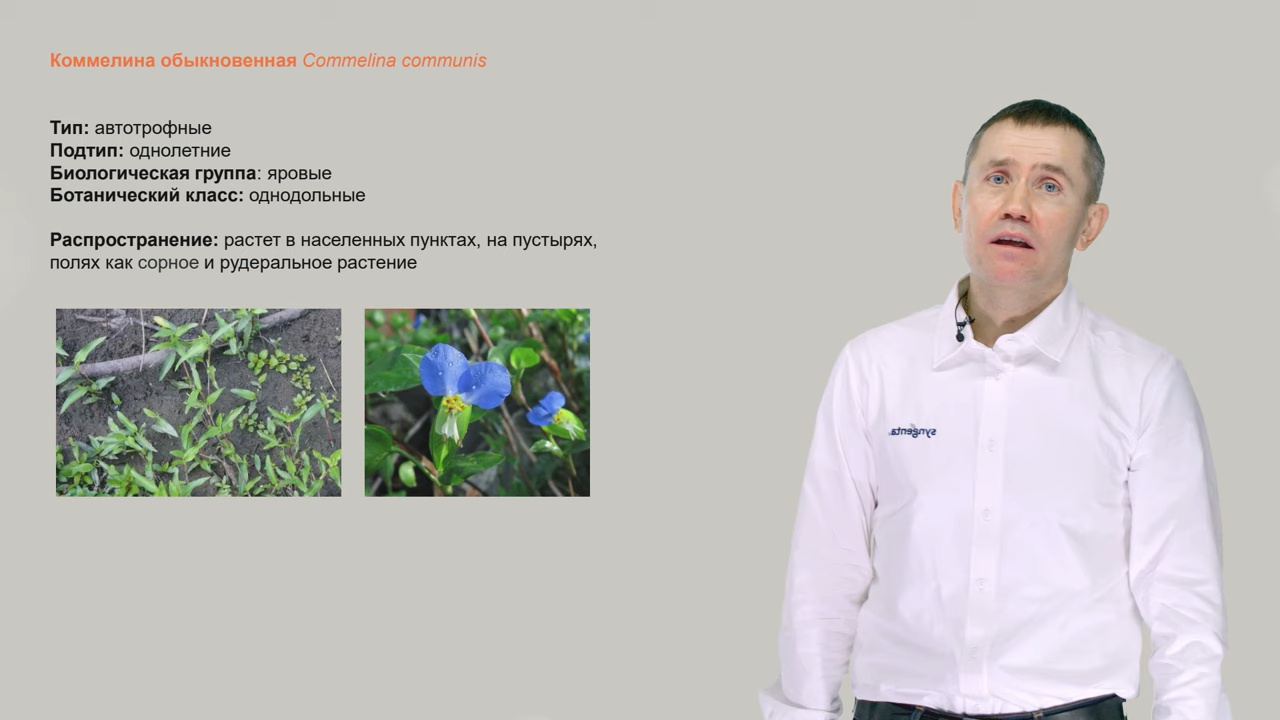 Коммелина обыкновенная Commelina communis
Тип: автотрофные
Подтип: однолетние
Биологическая группа: яровые
Ботанический класс: однодольные
Распространение: растет в населенных пунктах, на пустырях,
полях как сорное и рудеральное растение
syngenta